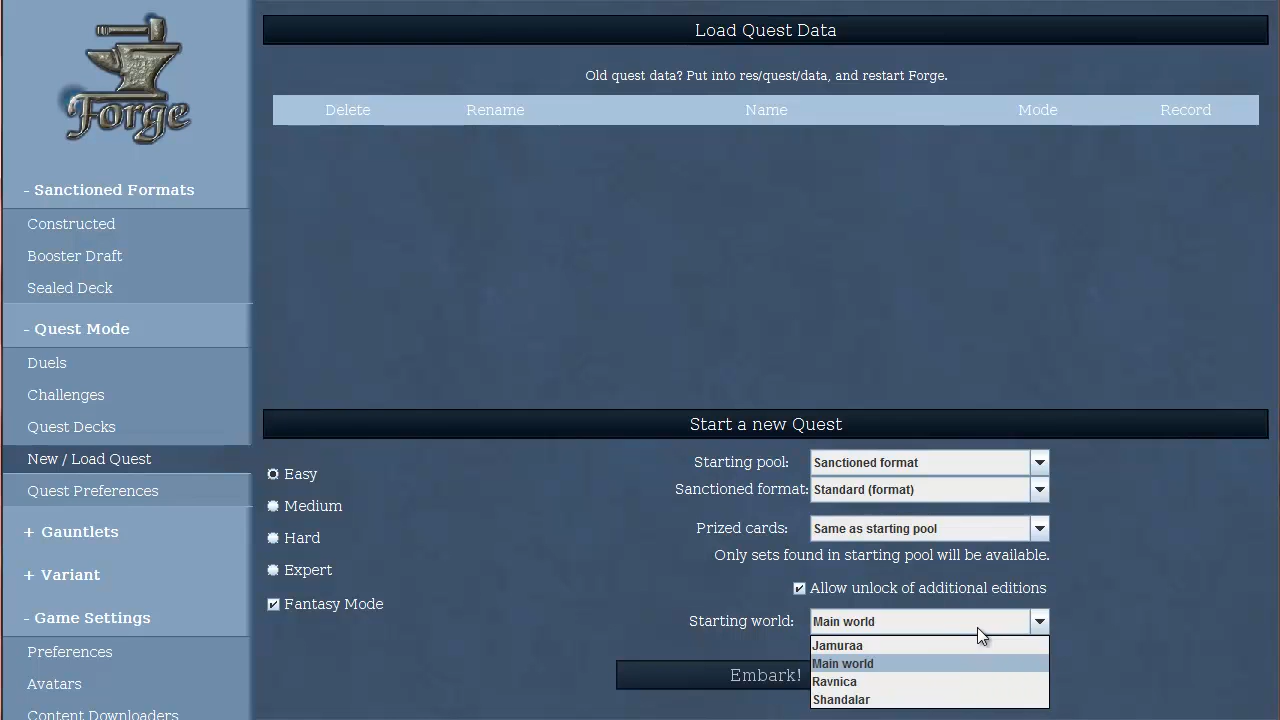 Forge
- Sanctioned Formats
Constructed
Booster Draft
Sealed Deck
- Quest Mode
Duels
Challenges
Quest Decks
New / Load Quest
Quest Preferences
+ Gauntlets
+ Variant
- Game Settings
Preferences
Avatars
Content Downloaders
Load Quest Data
Old quest data? Put into res/quest/data, and restart Forge.
Delete Rename Name Mode Record
Start a new Quest
Easy
Medium
Hard
Expert
Fantasy Mode
Starting pool: Sanctioned format
Sanctioned format: Standard (format)
Prized cards: Same as starting pool
Only sets found in starting pool will be available.
Allow unlock of additional editions
Starting world: Main world
Jamuraa
Main world
Ravnica
Shandalar
Embark!